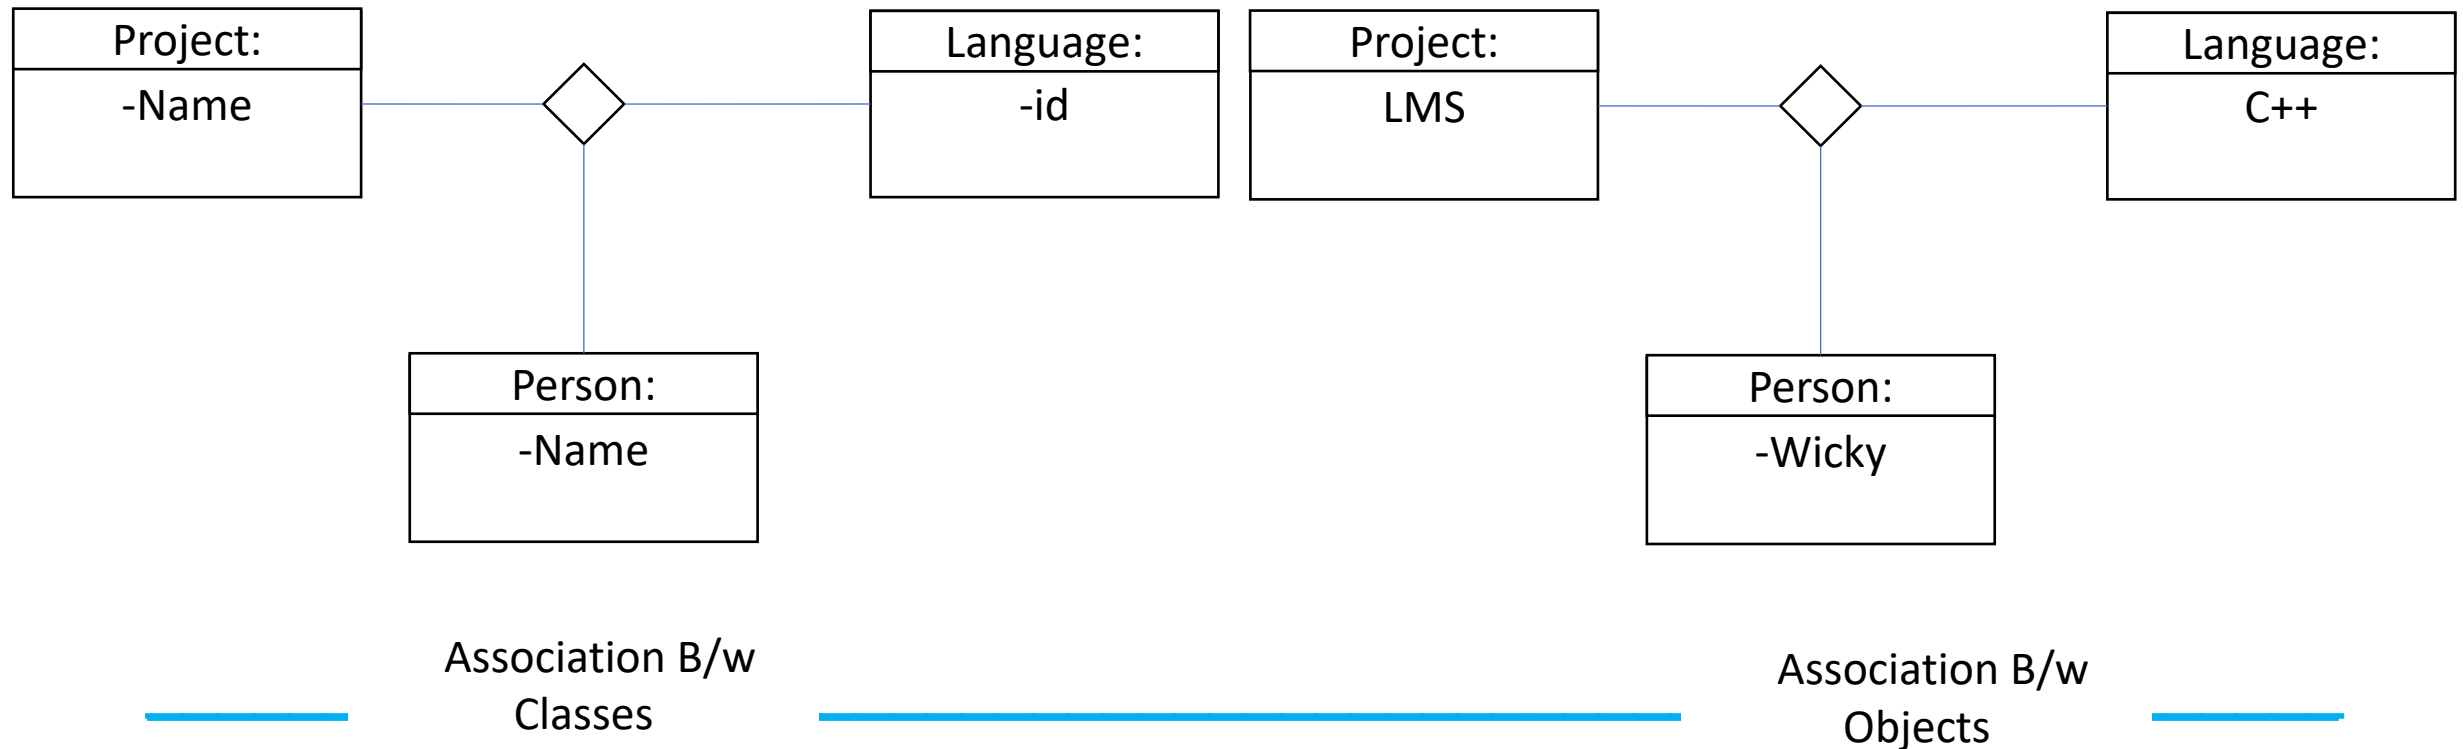 Project:
-Name
Language:
-id
Person:
-Name
Association B/w
Classes
Project:
LMS
Language:
C++
Person:
-Wicky
Association B/w
Objects